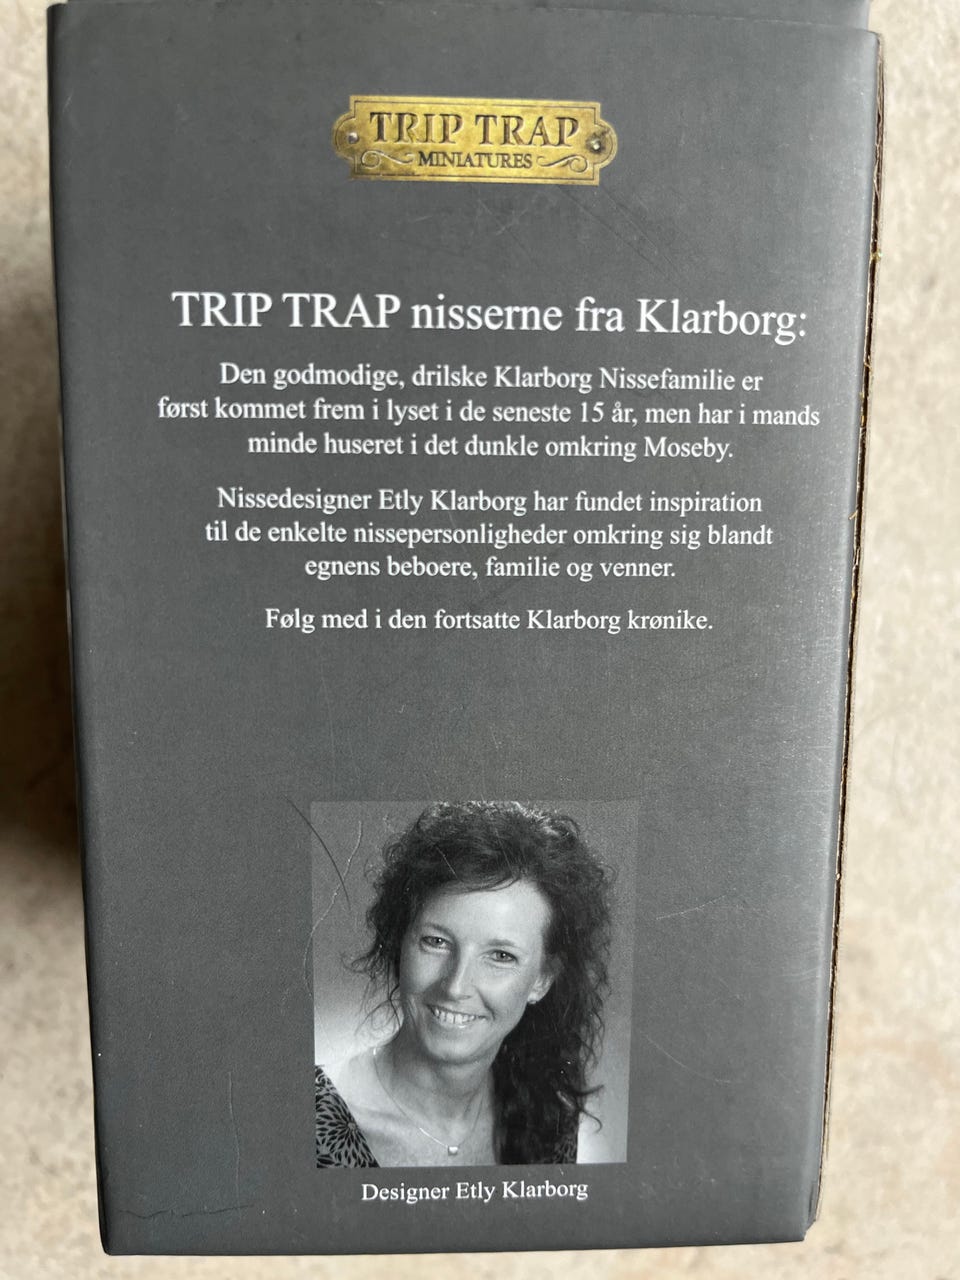 TRIP TRAP
MINIATURES
TRIP TRAP nisserne fra Klarborg:
Den godmodige, drilske Klarborg Nissefamilie er
først kommet frem i lyset i de seneste 15 år, men har i mands
minde huseret i det dunkle omkring Moseby.
Nissedesigner Etly Klarborg har fundet inspiration
til de enkelte nissepersonligheder omkring sig blandt
egnens beboere, familie og venner.
Følg med i den fortsatte Klarborg krønike.
Designer Etly Klarborg